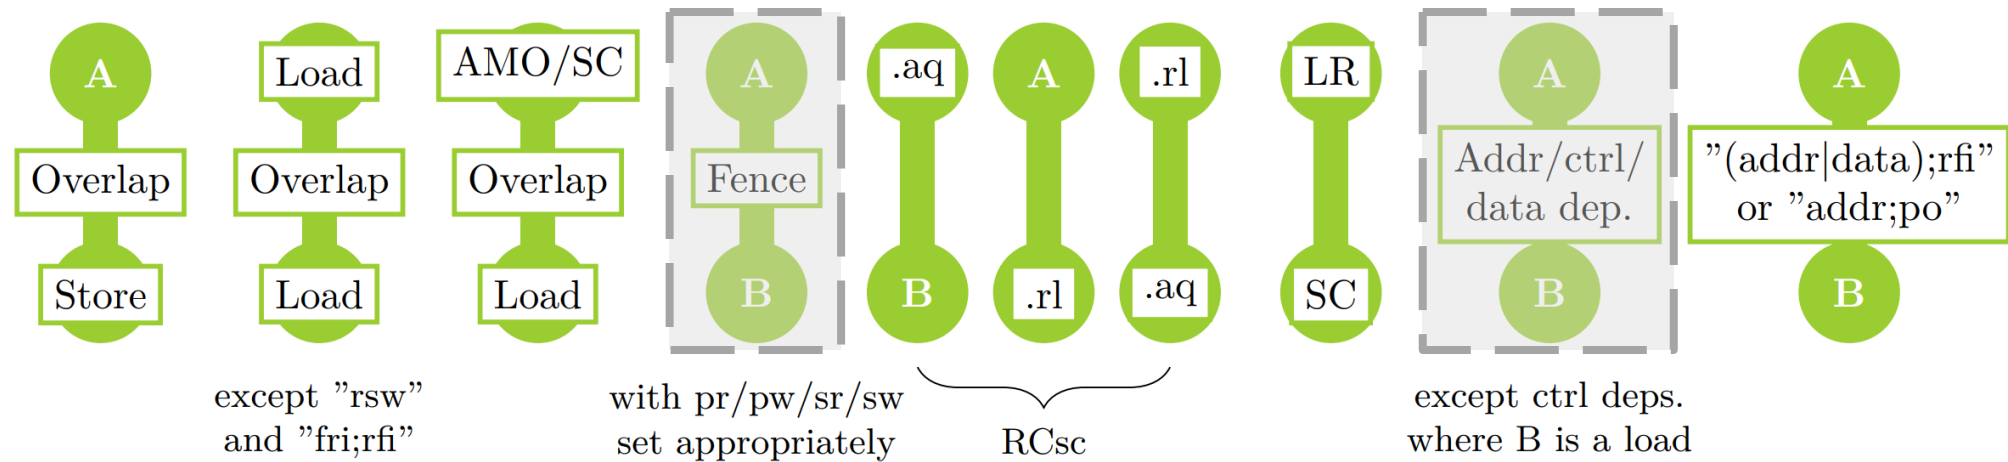 A
Overlap
Store
Load
Overlap
Load
except "rsw"
and "fri;rfi"
AMO/SC
Overlap
Load
A
Fence
B
with pr/pw/sr/sw
set appropriately
.aq
B
A
.rl
.rl
.aq
RCsc
LR
SC
A
Addr/ctrl/
data dep.
B
except ctrl deps.
where B is a load
A
"(addr|data);rfi"
or "addr;po"
B